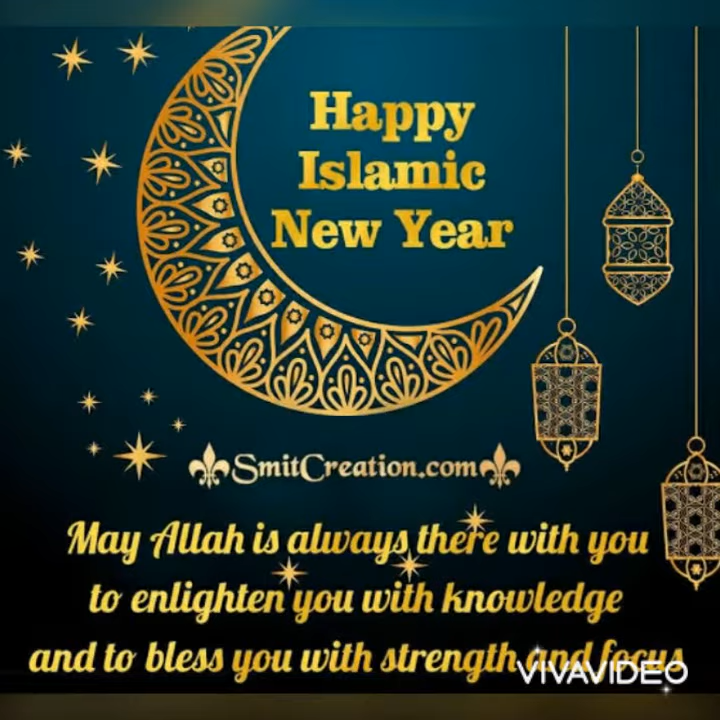 Happy
Islamic
New Year
SmitCreation.com
May Allah is always there with you
to enlighten you with knowledge
and to bless you with strength and focus
VIVAVIDEO